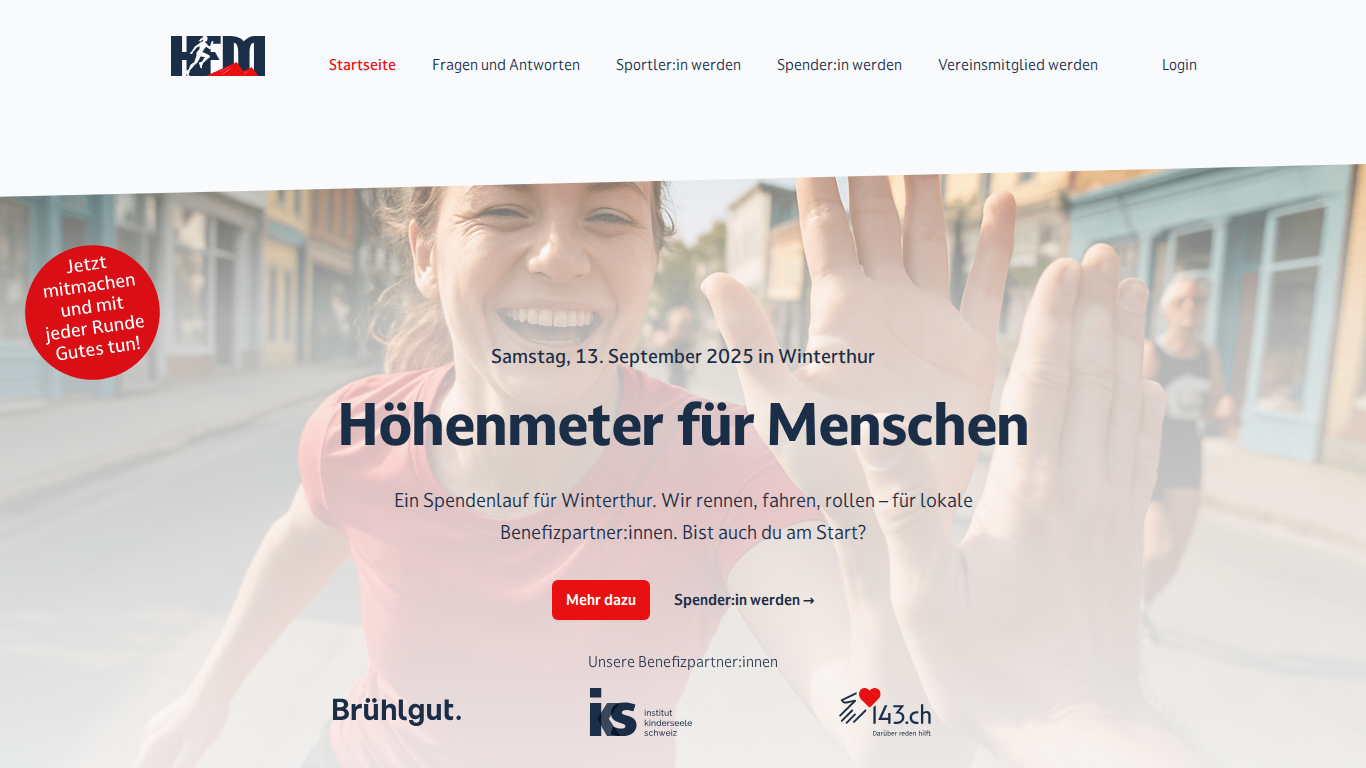 HFM
Startseite
Fragen und Antworten
Sportler:in werden
Spender:in werden
Vereinsmitglied werden
Login
Jetzt
mitmachen
und mit
jeder Runde
Gutes tun!
Samstag, 13. September 2025 in Winterthur
Höhenmeter für Menschen
Ein Spendenlauf für Winterthur. Wir rennen, fahren, rollen – für lokale
Benefizpartner:innen. Bist auch du am Start?
Mehr dazu
Spender:in werden →
Unsere Benefizpartner:innen
Brühlgut.
iks
institut
kinderseele
schweiz
143.ch
Darüber reden hilft